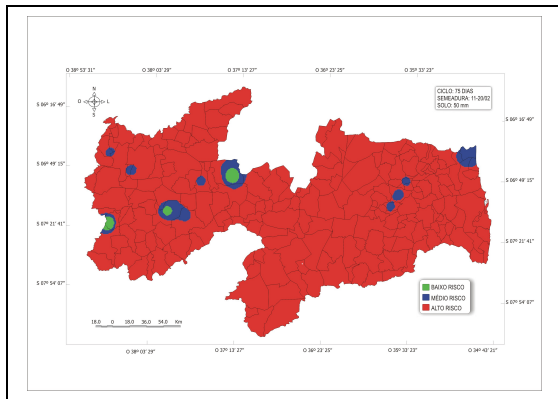 O 38º 53' 31"
O 38º 03' 29"
O 37º 13' 27"
O 36º 23' 25"
O 35º 33' 23"
N
O L
S
CICLO: 75 DIAS
SEMEADURA: 11-20/02
SOLO: 50 mm
S 06º 16' 49"
S 06º 16' 49"
S 06º 49' 15"
S 06º 49' 15"
S 07º 21' 41"
S 07º 21' 41"
S 07º 54' 07"
S 07º 54' 07"
BAIXO RISCO
MÉDIO RISCO
ALTO RISCO
18.0 0 18.0 36.0 54.0 Km
O 38º 03' 29"
O 37º 13' 27"
O 36º 23' 25"
O 35º 33' 23"
O 34º 43' 21"